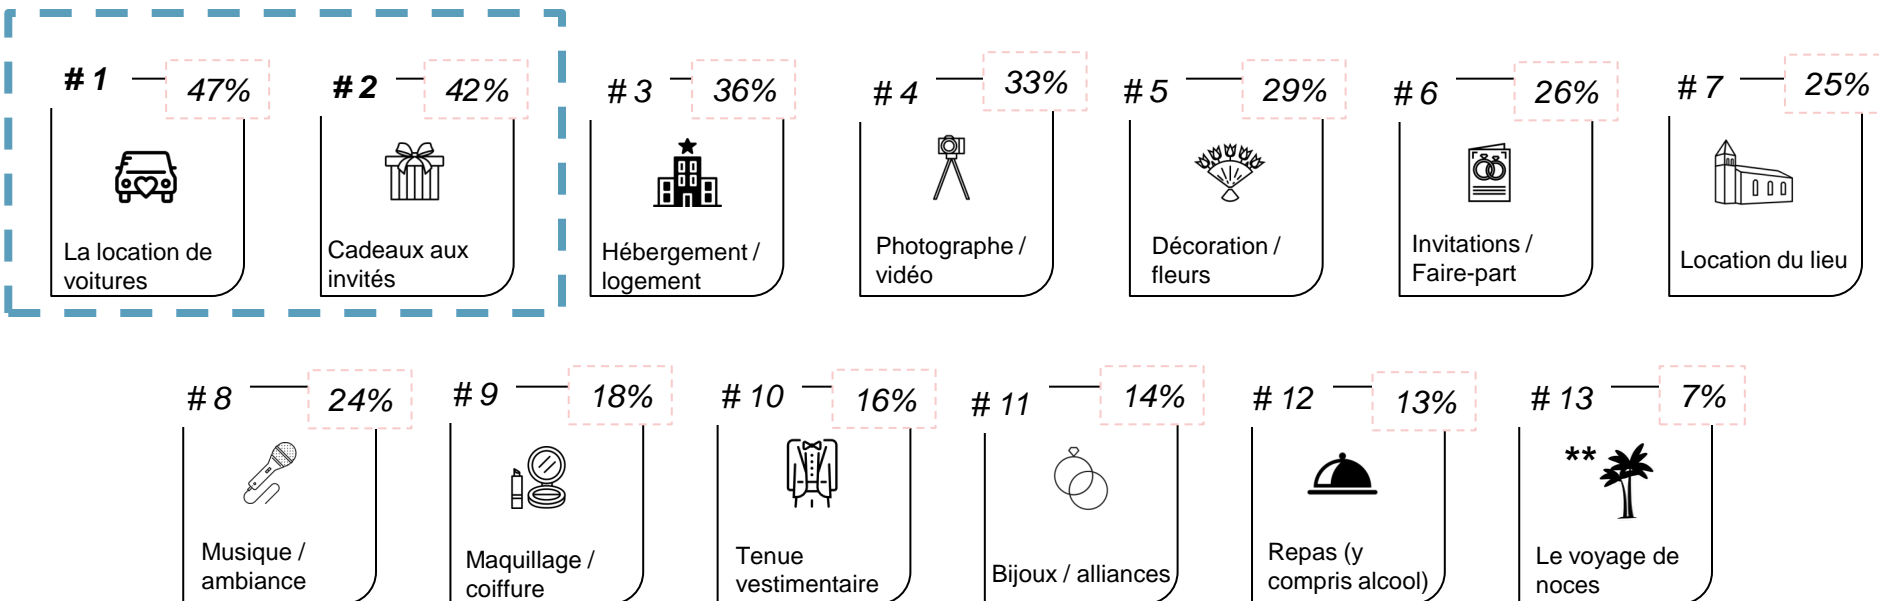 # 1 47%
La location de
voitures
# 2 42%
Cadeaux aux
invités
# 3 36%
Hébergement /
logement
# 4 33%
Photographe /
vidéo
# 5 29%
Décoration /
fleurs
# 6 26%
Invitations /
Faire-part
# 7 25%
Location du lieu
# 8 24%
Musique /
ambiance
# 9 18%
Maquillage /
coiffure
# 10 16%
Tenue
vestimentaire
# 11 14%
Bijoux / alliances
# 12 13%
Repas (y
compris alcool)
# 13 7%
**
Le voyage de
noces